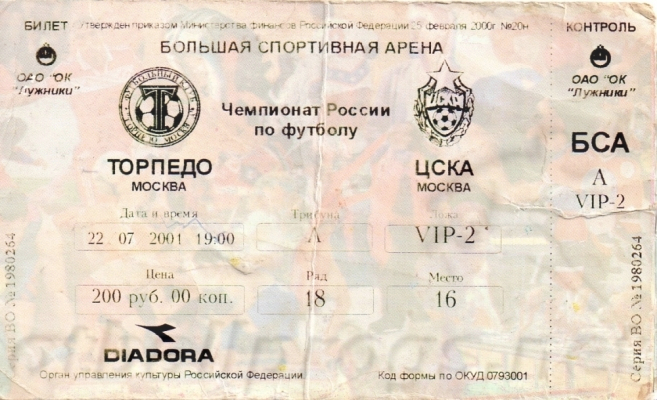 БИЛЕТ
Утвержден приказом Министерства финансов Российской Федерации 25 февраля 2000г №20н
КОНТРОЛЬ
БОЛЬШАЯ СПОРТИВНАЯ АРЕНА
ОАО "ОК "Лужники"
Чемпионат России
по футболу
ТОРПЕДО
МОСКВА
ЦСКА
МОСКВА
Дата и время
Трибуна
Ложа
22 07 2001 19:00
А
VIP-2
Цена
Ряд
Место
200 руб. 00 коп.
18
16
DIADORA
Орган управления культуры Российской Федерации.
Код формы по ОКУД 0793001
Серия ВО № 1980264
ОАО "ОК
"Лужники"
БСА
А
VIP-2
Серия ВО № 1980264